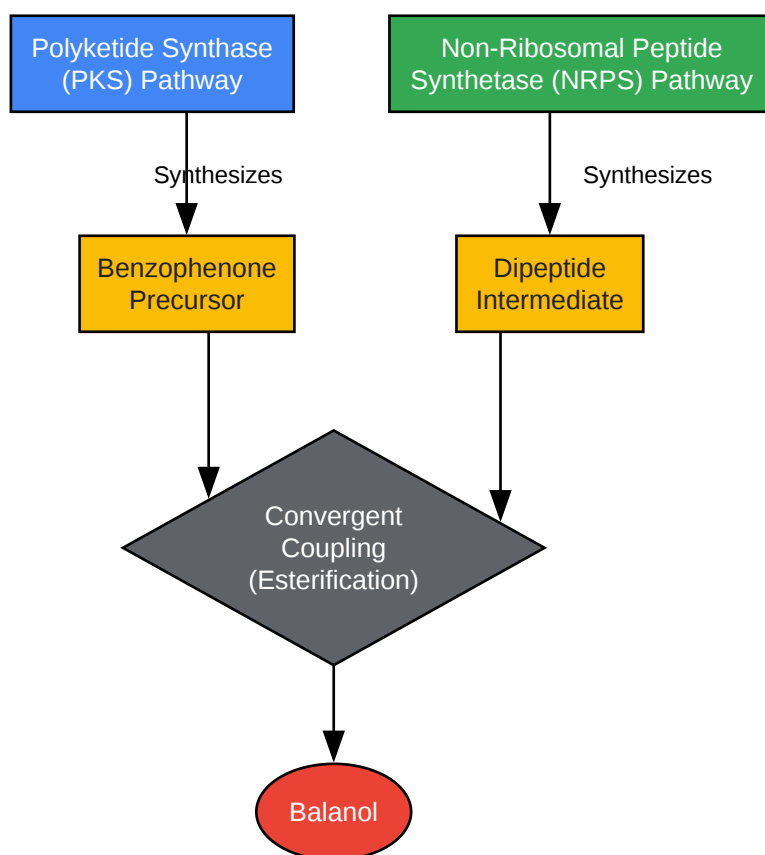 Polyketide Synthase
(PKS) Pathway
Non-Ribosomal Peptide
Synthetase (NRPS) Pathway
Synthesizes
Synthesizes
Benzophenone
Precursor
Dipeptide
Intermediate
Convergent
Coupling
(Esterification)
Balanol